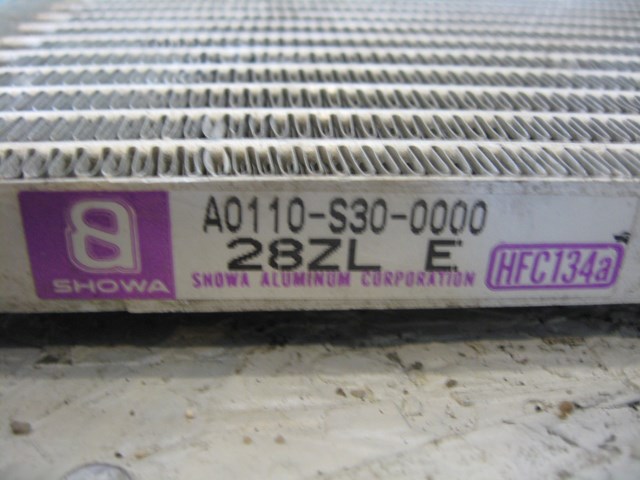 SHOWA
A0110-S30-0000
28ZL E
SHOWA ALUMINUM CORPORATION
HFC134a